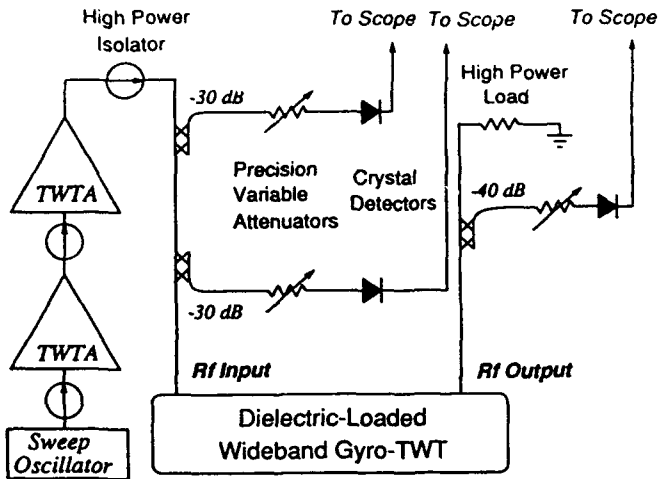 High Power
Isolator
To Scope
To Scope
To Scope
High Power
Load
-30 dB
-40 dB
TWTA
Precision
Variable
Attenuators
Crystal
Detectors
-30 dB
TWTA
Rf Input
Rf Output
Dielectric-Loaded
Wideband Gyro-TWT
Sweep
Oscillator